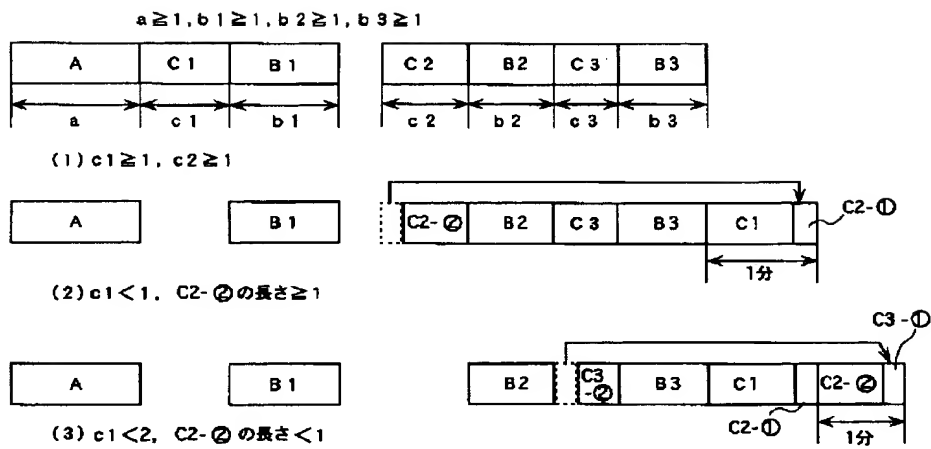 a≧1, b1≧1, b2≧1, b3≧1
A C1 B1 C2 B2 C3 B3
a c1 b1 c2 b2 c3 b3
(1) c1≧1, c2≧1
C2-①
A B1 C2-② B2 C3 B3 C1
1分
(2) c1<1, C2-②の長さ≧1
C3-①
A B1 B2 C3-② B3 C1 C2-②
C2-①
1分
(3) c1<2, C2-②の長さ<1